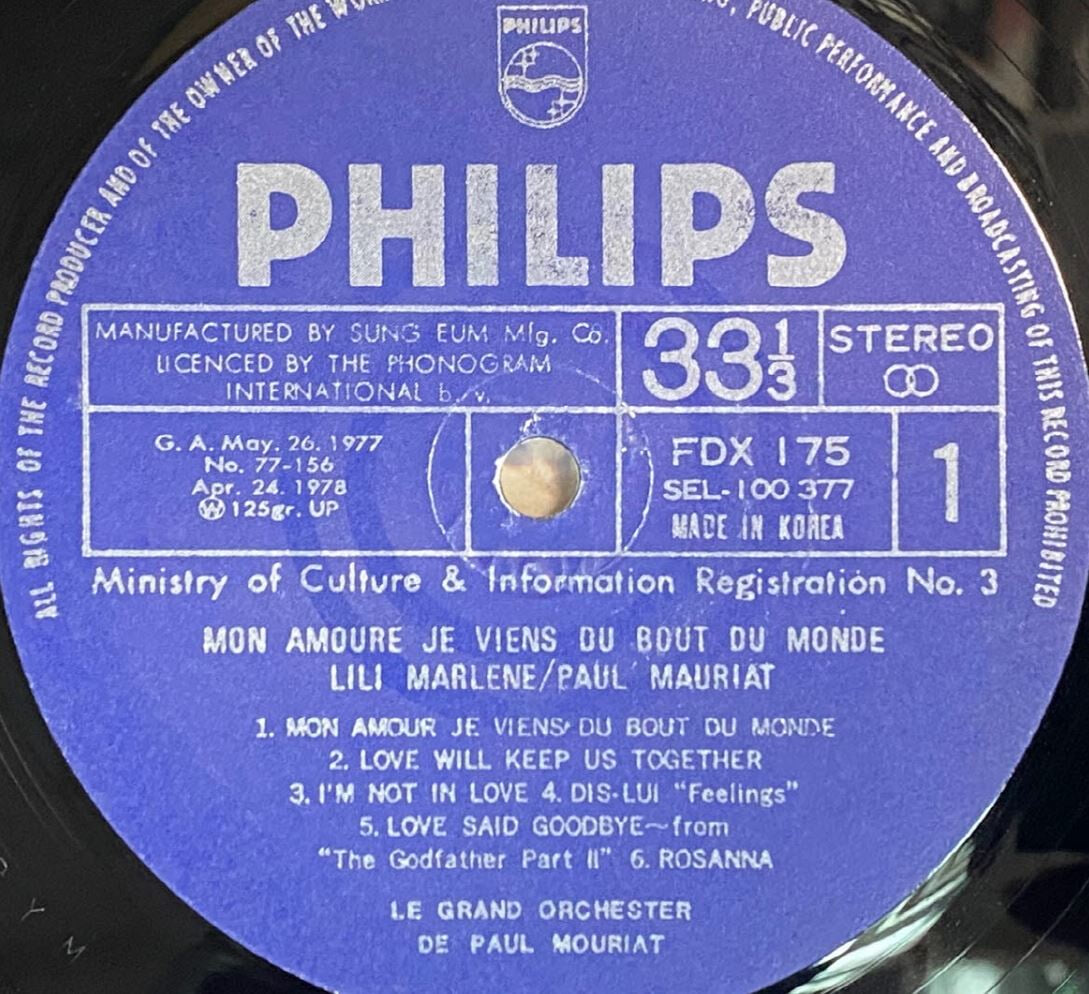 ALL RIGHTS OF THE RECORD PRODUCER AND OF THE OWNER OF THE
PUBLIC PERFORMANCE AND BROADCASTING OF THIS RECORD PROHIBITED
PHILIPS
PHILIPS
MANUFACTURED BY SUNG EUM Mfg. Co.
LICENCED BY THE PHONOGRAM
INTERNATIONAL b. v.
33 1/3
STEREO
G. A. May. 26. 1977
No. 77-156
Apr. 24. 1978
Ⓦ 125gr. UP
FDX 175
SEL-100 377
MADE IN KOREA
1
Ministry of Culture & Information Registration No. 3
MON AMOURE JE VIENS DU BOUT DU MONDE
LILI MARLENE/PAUL MAURIAT
1. MON AMOUR JE VIENS DU BOUT DU MONDE
2. LOVE WILL KEEP US TOGETHER
3. I'M NOT IN LOVE 4. DIS-LUI "Feelings"
5. LOVE SAID GOODBYE~from
"The Godfather Part II" 6. ROSANNA
LE GRAND ORCHESTER
DE PAUL MOURIAT